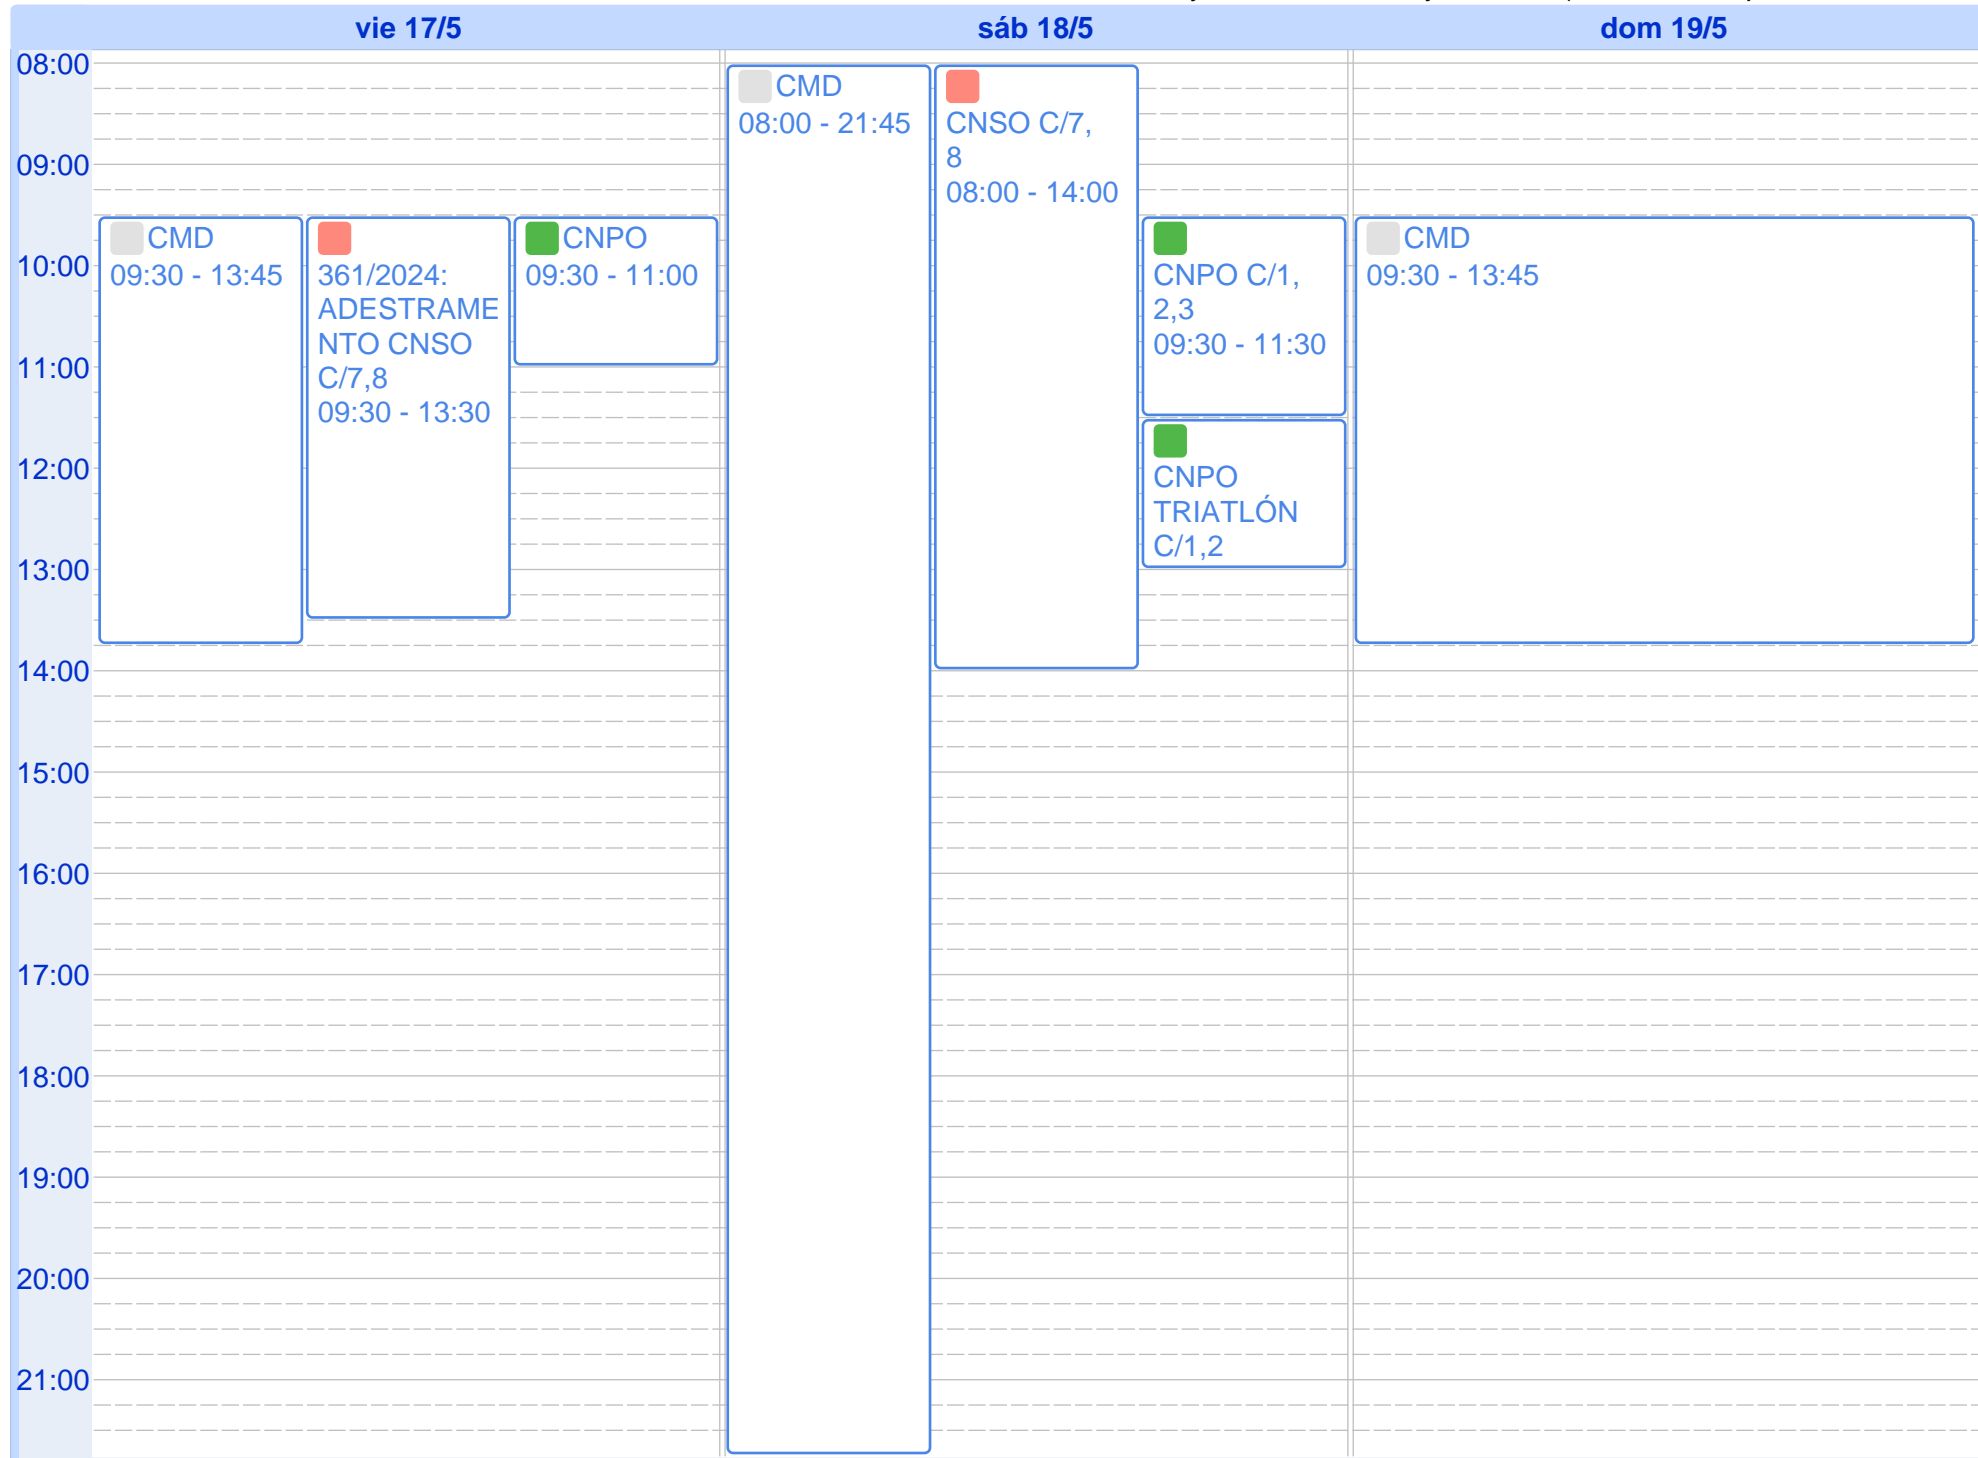 vie 17/5
sáb 18/5
dom 19/5
08:00
09:00
10:00
11:00
12:00
13:00
14:00
15:00
16:00
17:00
18:00
19:00
20:00
21:00
CMD
09:30 - 13:45
361/2024:
ADESTRAME
NTO CNSO
C/7,8
09:30 - 13:30
CNPO
09:30 - 11:00
CMD
08:00 - 21:45
CNSO C/7,
8
08:00 - 14:00
CNPO C/1,
2,3
09:30 - 11:30
CNPO
TRIATLÓN
C/1,2
CMD
09:30 - 13:45